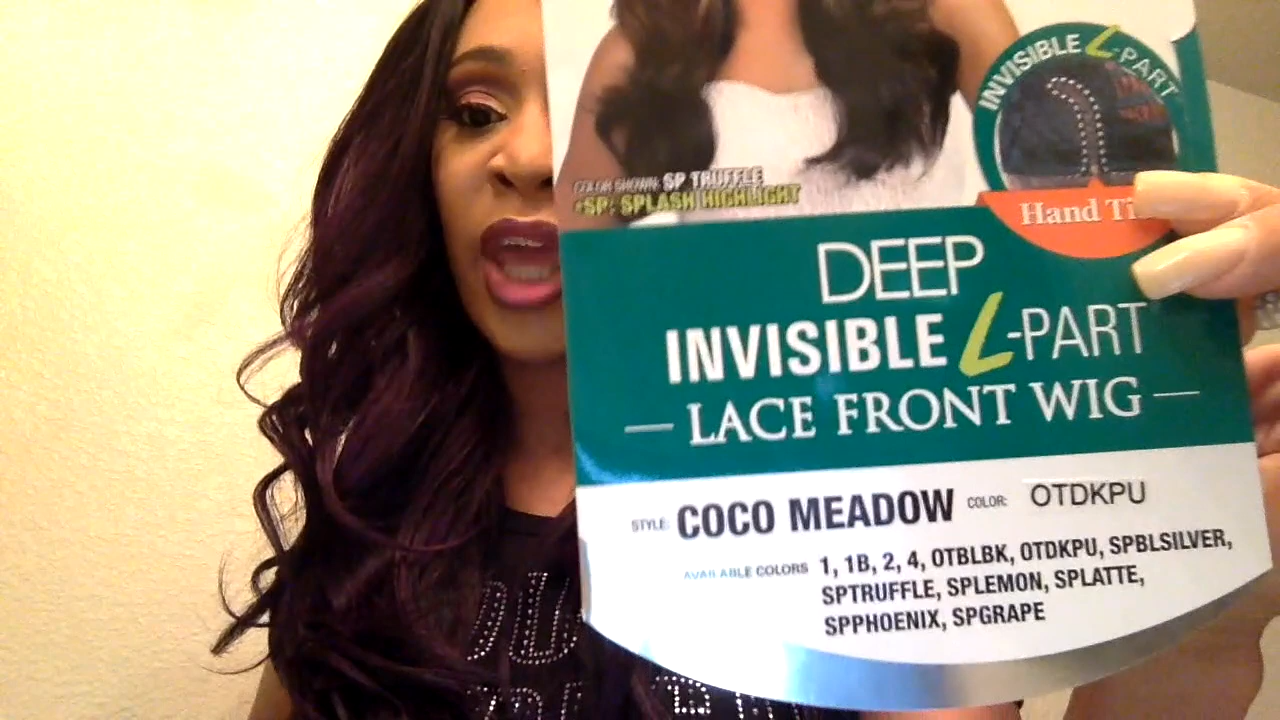 INVISIBLE L-PART
COLOR SHOWN: SP TRUFFLE
*SP: SPLASH HIGHLIGHT
Hand
DEEP
INVISIBLE L-PART
LACE FRONT WIG
STYLE: COCO MEADOW COLOR: OTDKPU
AVAILABLE COLORS 1, 1B, 2, 4, OTBLBK, OTDKPU, SPBLSILVER,
SPTRUFFLE, SPLEMON, SPLATTE,
SPPHOENIX, SPGRAPE